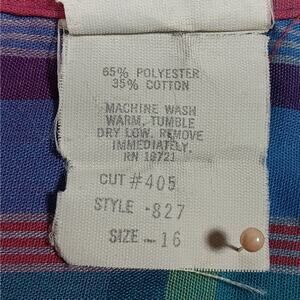 65% POLYESTER
35% COTTON
MACHINE WASH
WARM, TUMBLE
DRY LOW. REMOVE
IMMEDIATELY.
RN 18721
CUT #405
STYLE -827
SIZE -- 16